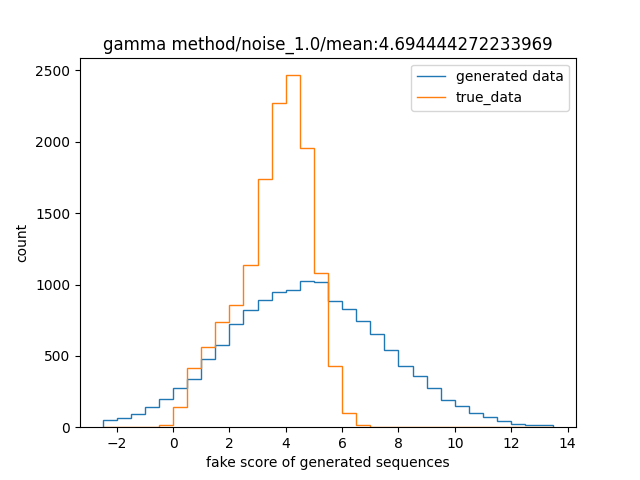 gamma method/noise_1.0/mean:4.694444272233969
generated data
true_data
2500
2000
1500
1000
500
0
count
−2 0 2 4 6 8 10 12 14
fake score of generated sequences